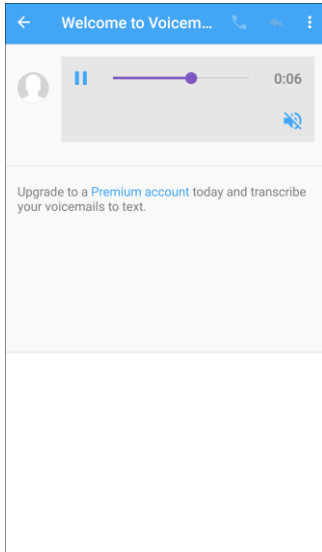 Welcome to Voicem...
0:06
Upgrade to a Premium account today and transcribe
your voicemails to text.